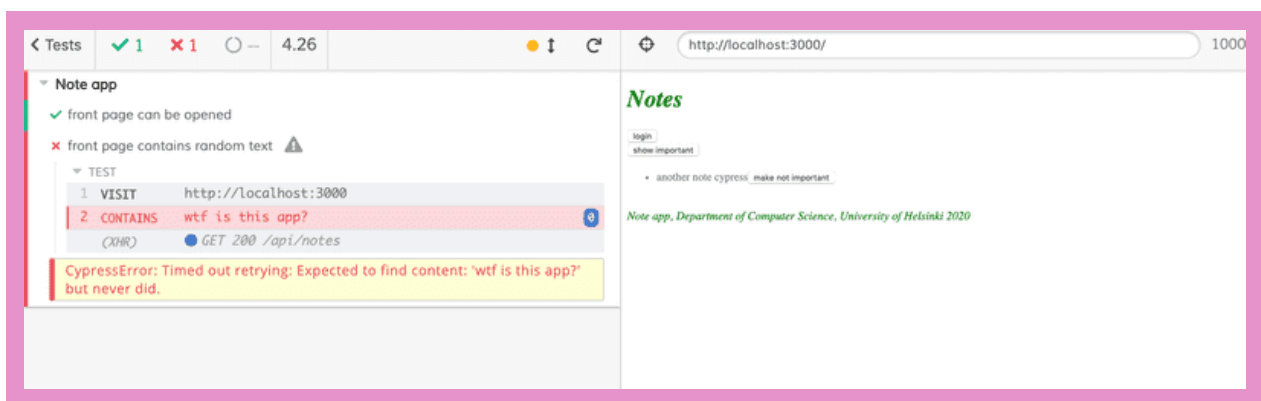 Tests 1 1 -- 4.26
Note app
front page can be opened
front page contains random text
TEST
1 VISIT http://localhost:3000
2 CONTAINS wtf is this app? 0
(XHR) GET 200 /api/notes
CypressError: Timed out retrying: Expected to find content: 'wtf is this app?'
but never did.
http://localhost:3000/ 1000
Notes
login
show important
another note cypress make not important
Note app, Department of Computer Science, University of Helsinki 2020